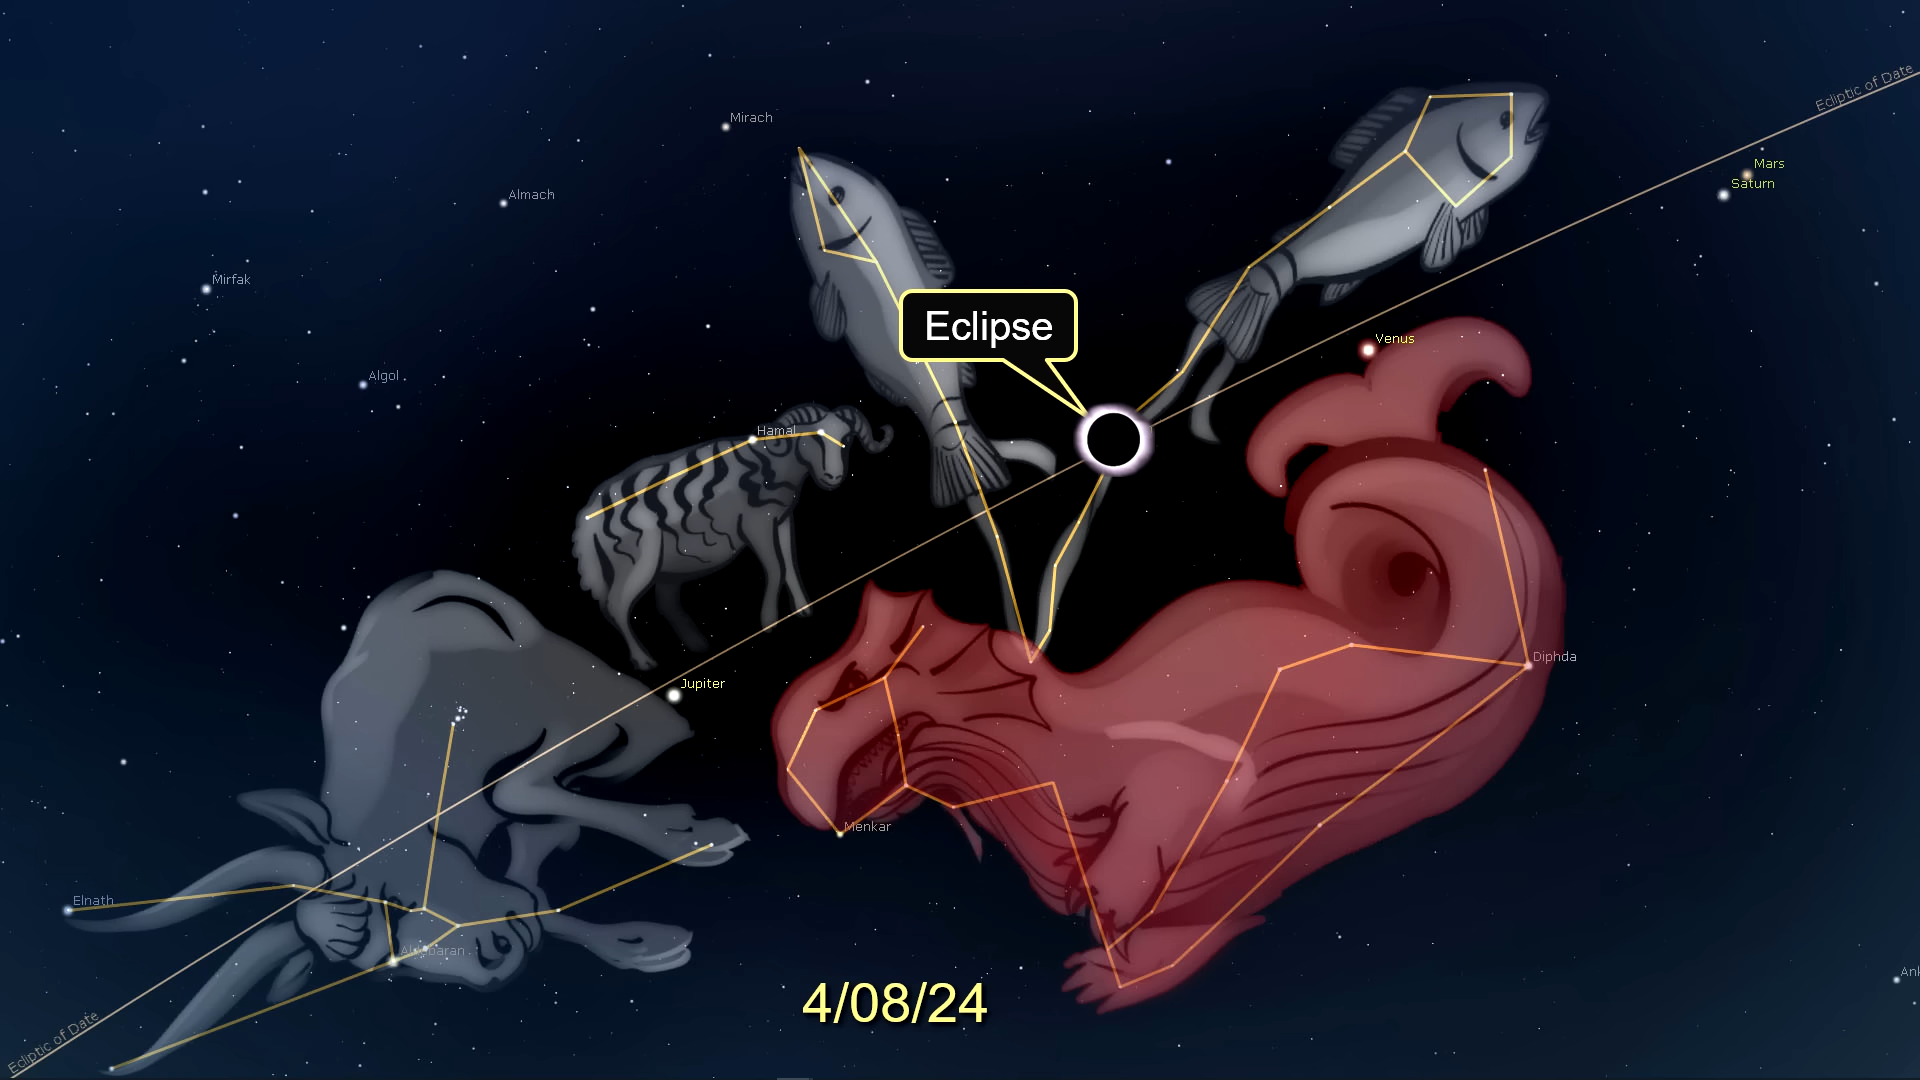 Ecliptic of Date
Mirach
Mars
Saturn
Almach
Mirfak
Eclipse
Venus
Algol
Hamal
Diphda
Jupiter
Menkar
Elnath
Ecliptic of Date
4/08/24